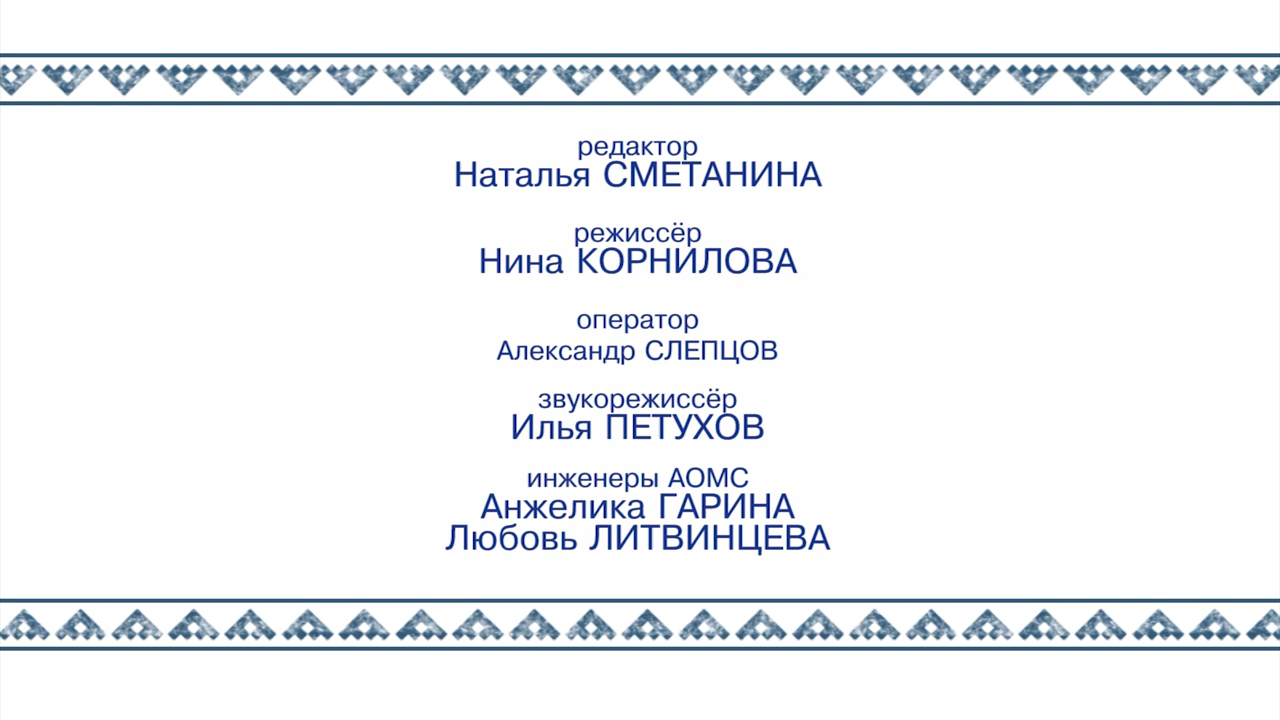 редактор
Наталья СМЕТАНИНА
режиссёр
Нина КОРНИЛОВА
оператор
Александр СЛЕПЦОВ
звукорежиссёр
Илья ПЕТУХОВ
инженеры АОМС
Анжелика ГАРИНА
Любовь ЛИТВИНЦЕВА